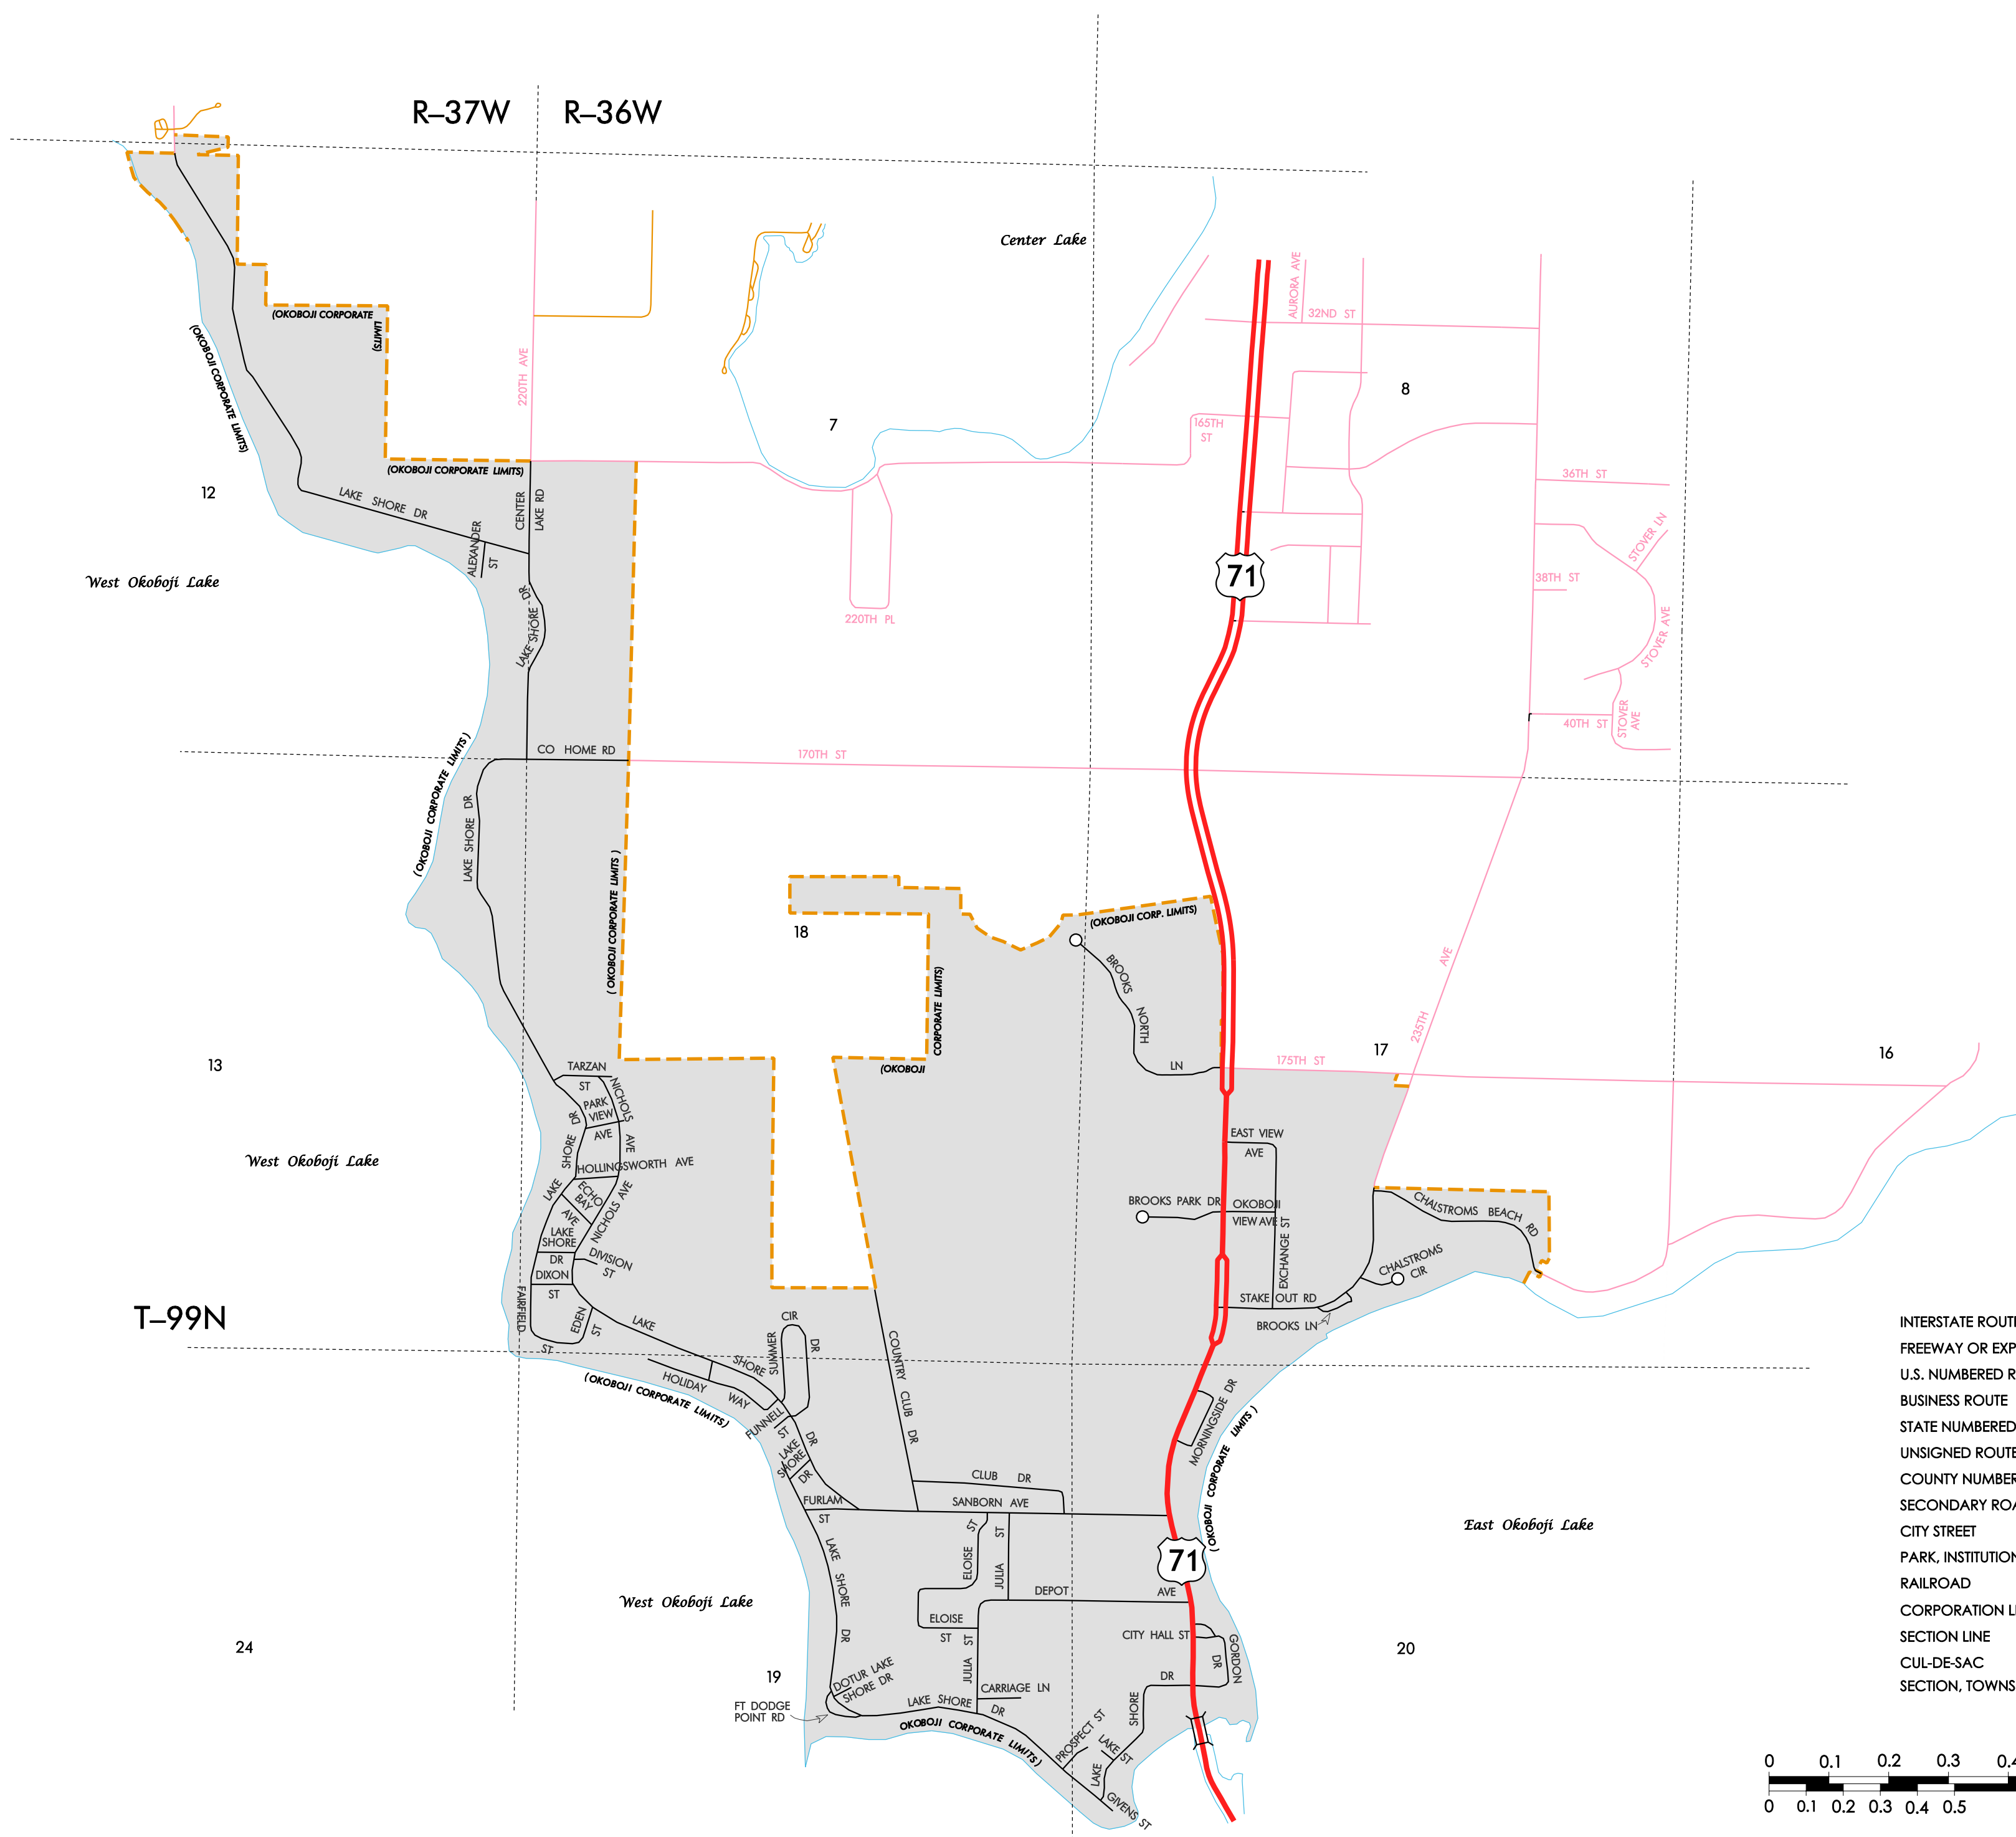 R–37W
R–36W
Center Lake
AURORA AVE
32ND ST
(OKOBOJI CORPORATE
LIMITS)
(OKOBOJI CORPORATE LIMITS)
220TH AVE
8
7
165TH
ST
(OKOBOJI CORPORATE LIMITS)
36TH ST
12
LAKE SHORE DR
CENTER
LAKE RD
ALEXANDER
ST
STOVER LN
West Okoboji Lake
71
38TH ST
LAKE SHORE DR
220TH PL
STOVER AVE
STOVER
AVE
40TH ST
(OKOBOJI CORPORATE LIMITS)
CO HOME RD
170TH ST
LAKE SHORE DR
(OKOBOJI CORPORATE LIMITS)
18
(OKOBOJI CORP. LIMITS)
BROOKS
NORTH
LN
CORPORATE LIMITS)
(OKOBOJI
235TH
AVE
175TH ST
17
16
13
TARZAN
ST
NICHOLS
AVE
PARK
VIEW
AVE
LAKE
SHORE
DR
HOLLINGSWORTH AVE
ECHO
BAY
AVE
NICHOLS AVE
West Okoboji Lake
EAST VIEW
AVE
BROOKS PARK DR
OKOBOJI
VIEW AVE
EXCHANGE ST
CHALSTROMS BEACH RD
LAKE
SHORE
DR
DIVISION
ST
DIXON
ST
CHALSTROMS
CIR
STAKE OUT RD
BROOKS LN
T–99N
FAIRFIELD
ST
EDEN
ST
LAKE
SHORE
DR
CIR
SUMMER
DR
HOLIDAY
WAY
(OKOBOJI CORPORATE LIMITS)
FUNNELL
ST
COUNTRY
CLUB
DR
MORNINGSIDE DR
(OKOBOJI CORPORATE LIMITS)
LAKE
SHORE
DR
CLUB DR
FURLAM
ST
SANBORN AVE
East Okoboji Lake
71
ELOISE
ST
JULIA
ST
LAKE
SHORE
DR
DEPOT
AVE
West Okoboji Lake
ELOISE
ST
CITY HALL ST
GORDON
DR
24
19
20
JULIA ST
DOTUR LAKE
SHORE DR
FT DODGE
POINT RD
CARRIAGE LN
LAKE SHORE
DR
OKOBOJI CORPORATE LIMITS)
PROSPECT ST
LAKE ST
LAKE
SHORE
DR
GIVENS ST
INTERSTATE ROUT
FREEWAY OR EXP
U.S. NUMBERED R
BUSINESS ROUTE
STATE NUMBERED
UNSIGNED ROUTE
COUNTY NUMBER
SECONDARY ROA
CITY STREET
PARK, INSTITUTION
RAILROAD
CORPORATION LI
SECTION LINE
CUL-DE-SAC
SECTION, TOWNS
0 0.1 0.2 0.3 0.4
0 0.1 0.2 0.3 0.4 0.5